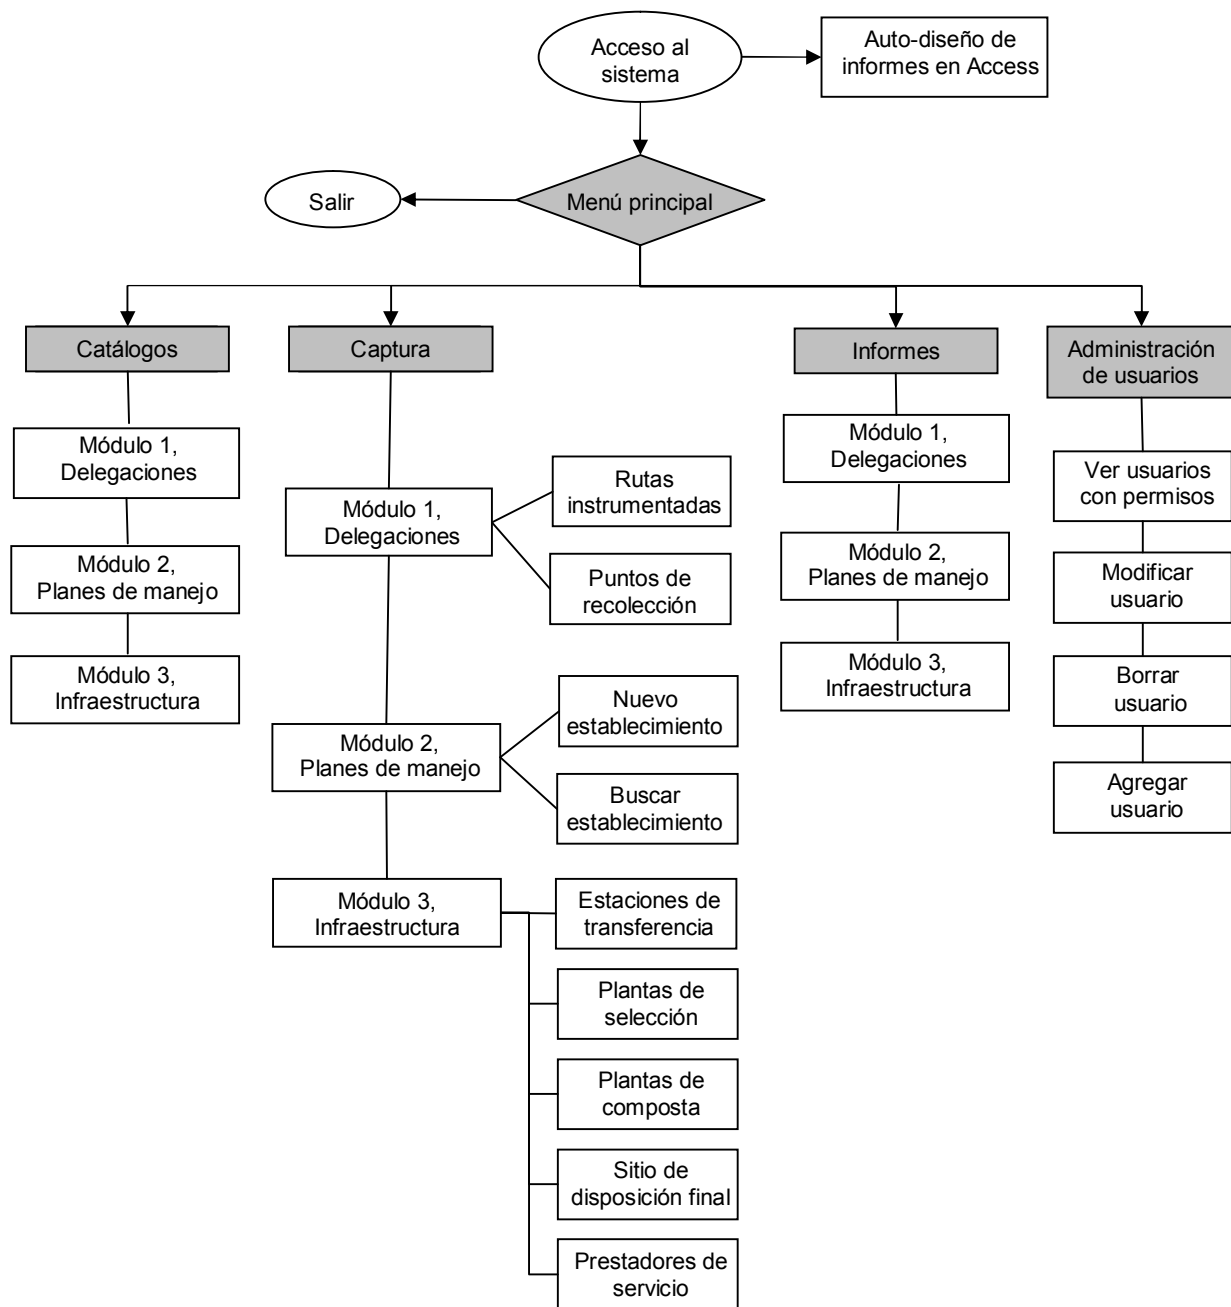 Acceso al
sistema
Auto-diseño de
informes en Access
Salir
Menú principal
Catálogos
Captura
Informes
Administración
de usuarios
Módulo 1,
Delegaciones
Módulo 2,
Planes de manejo
Módulo 3,
Infraestructura
Módulo 1,
Delegaciones
Rutas
instrumentadas
Puntos de
recolección
Módulo 2,
Planes de manejo
Nuevo
establecimiento
Buscar
establecimiento
Módulo 3,
Infraestructura
Estaciones de
transferencia
Plantas de
selección
Plantas de
composta
Sitio de
disposición final
Prestadores de
servicio
Módulo 1,
Delegaciones
Módulo 2,
Planes de manejo
Módulo 3,
Infraestructura
Ver usuarios
con permisos
Modificar
usuario
Borrar
usuario
Agregar
usuario